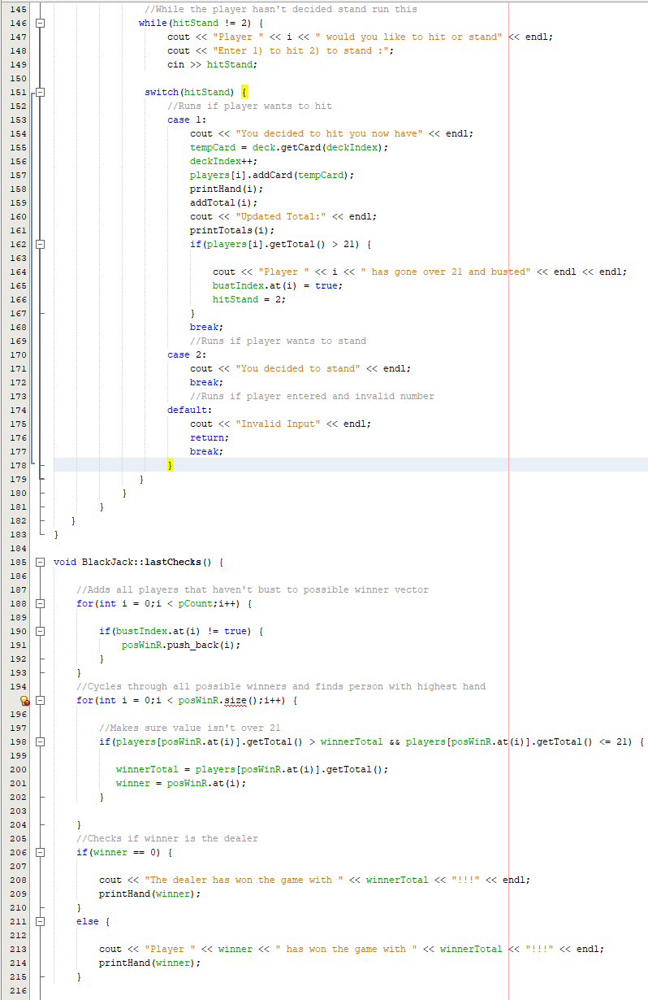 145 //While the player hasn't decided stand run this
146 while(hitStand != 2) {
147 cout << "Player " << i << " would you like to hit or stand" << endl;
148 cout << "Enter 1) to hit 2) to stand :";
149 cin >> hitStand;
150
151 switch(hitStand) {
152 //Runs if player wants to hit
153 case 1:
154 cout << "You decided to hit you now have" << endl;
155 tempCard = deck.getCard(deckIndex);
156 deckIndex++;
157 players[i].addCard(tempCard);
158 printHand(i);
159 addTotal(i);
160 cout << "Updated Total:" << endl;
161 printTotals(i);
162 if(players[i].getTotal() > 21) {
163
164 cout << "Player " << i << " has gone over 21 and busted" << endl << endl;
165 bustIndex.at(i) = true;
166 hitStand = 2;
167 }
168 break;
169 //Runs if player wants to stand
170 case 2:
171 cout << "You decided to stand" << endl;
172 break;
173 //Runs if player entered and invalid number
174 default:
175 cout << "Invalid Input" << endl;
176 return;
177 break;
178 }
179 }
180 }
181 }
182 }
183 }
184
185 void BlackJack::lastChecks() {
186
187 //Adds all players that haven't bust to possible winner vector
188 for(int i = 0;i < pCount;i++) {
189
190 if(bustIndex.at(i) != true) {
191 posWinR.push_back(i);
192 }
193 }
194 //Cycles through all possible winners and finds person with highest hand
for(int i = 0;i < posWinR.size();i++) {
196
197 //Makes sure value isn't over 21
198 if(players[posWinR.at(i)].getTotal() > winnerTotal && players[posWinR.at(i)].getTotal() <= 21) {
199
200 winnerTotal = players[posWinR.at(i)].getTotal();
201 winner = posWinR.at(i);
202 }
203
204 }
205 //Checks if winner is the dealer
206 if(winner == 0) {
207
208 cout << "The dealer has won the game with " << winnerTotal << "!!!" << endl;
209 printHand(winner);
210 }
211 else {
212
213 cout << "Player " << winner << " has won the game with " << winnerTotal << "!!!" << endl;
214 printHand(winner);
215 }
216